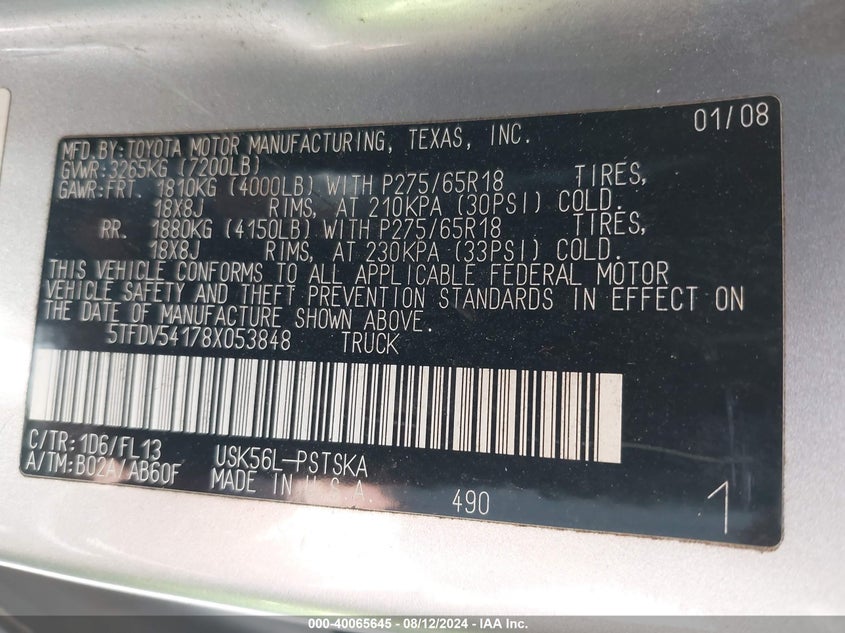 MFD.BY:TOYOTA MOTOR MANUFACTURING, TEXAS, INC. 01/08
GVWR:3265KG (7200LB)
GAWR:FRT. 1810KG (4000LB) WITH P275/65R18 TIRES,
18X8J RIMS, AT 210KPA (30PSI) COLD.
RR. 1880KG (4150LB) WITH P275/65R18 TIRES,
18X8J RIMS, AT 230KPA (33PSI) COLD.
THIS VEHICLE CONFORMS TO ALL APPLICABLE FEDERAL MOTOR
VEHICLE SAFETY AND THEFT PREVENTION STANDARDS IN EFFECT ON
THE DATE OF MANUFACTURE SHOWN ABOVE.
5TFDV54178X053848 TRUCK
C/TR:1D6/FL13 USK56L-PSTSKA
A/TM:B02A/AB60F MADE IN U.S.A. 490 1
000-40065645 - 08/12/2024 - IAA Inc.